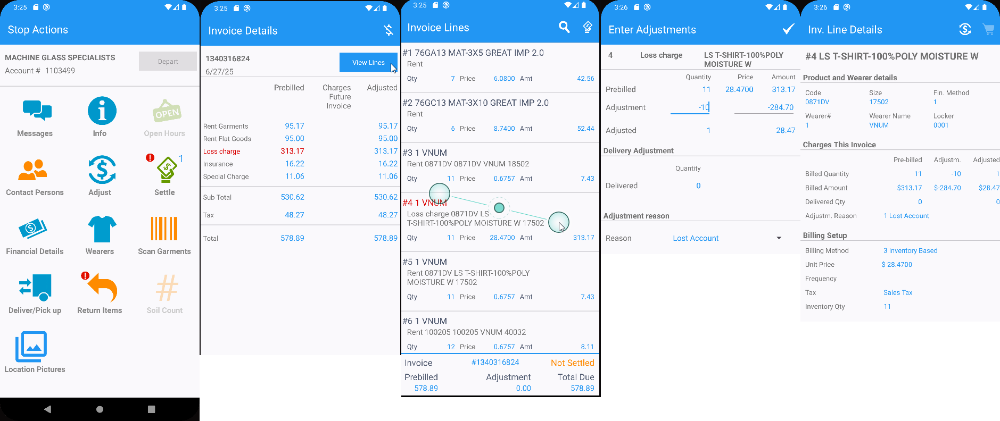 3:25
Stop Actions
MACHINE GLASS SPECIALISTS
Account # 1103499
Depart
Messages
Info
OPEN
Open Hours
Contact Persons
Adjust
1
Settle
Financial Details
Wearers
Scan Garments
Deliver/Pick up
Return Items
#
Soil Count
Location Pictures
3:25
Invoice Details
1340316824
6/27/25
View Lines
Prebilled Charges Future Invoice Adjusted
Rent Garments 95.17 95.17
Rent Flat Goods 95.00 95.00
Loss charge 313.17 313.17
Insurance 16.22 16.22
Special Charge 11.06 11.06
Sub Total 530.62 530.62
Tax 48.27 48.27
Total 578.89 578.89
3:25
Invoice Lines
#1 76GA13 MAT-3X5 GREAT IMP 2.0
Rent
Qty 7 Price 6.0800 Amt 42.56
#2 76GC13 MAT-3X10 GREAT IMP 2.0
Rent
Qty 6 Price 8.7400 Amt 52.44
#3 1 VNUM
Rent 0871DV 0871DV VNUM 18502
Qty 11 Price 0.6757 Amt 7.43
#4 1 VNUM
Loss charge 0871DV LS
T-SHIRT-100%POLY MOISTURE W 17502
Qty 11 Price 28.4700 Amt 313.17
#5 1 VNUM
Rent 0871DV LS T-SHIRT-100%POLY
MOISTURE W 17502
Qty 11 Price 0.6757 Amt 7.43
#6 1 VNUM
Rent 100205 100205 VNUM 40032
Qty 12 Price 0.6757 Amt 8.11
Invoice #1340316824 Not Settled
Prebilled Adjustment Total Due
578.89 0.00 578.89
3:26
Enter Adjustments
4 Loss charge LS T-SHIRT-100%POLY
MOISTURE W
Quantity Price Amount
Prebilled 11 28.4700 313.17
Adjustment -10 -284.70
Adjusted 1 28.47
Delivery Adjustment
Quantity
Delivered 0
Adjustment reason
Reason Lost Account
3:26
Inv. Line Details
#4 LS T-SHIRT-100%POLY MOISTURE W
Product and Wearer details
Code Size Fin. Method
0871DV 17502 1
Wearer# Wearer Name Locker
1 VNUM 0001
Charges This Invoice
Pre-billed Adjustm. Adjusted
Billed Quantity 11 -10 1
Billed Amount $313.17 $-284.70 $28.47
Delivered Qty 0 0
Adjustm. Reason 1 Lost Account
Billing Setup
Billing Method 3 Inventory Based
Unit Price $ 28.4700
Frequency
Tax Sales Tax
Inventory Qty 11